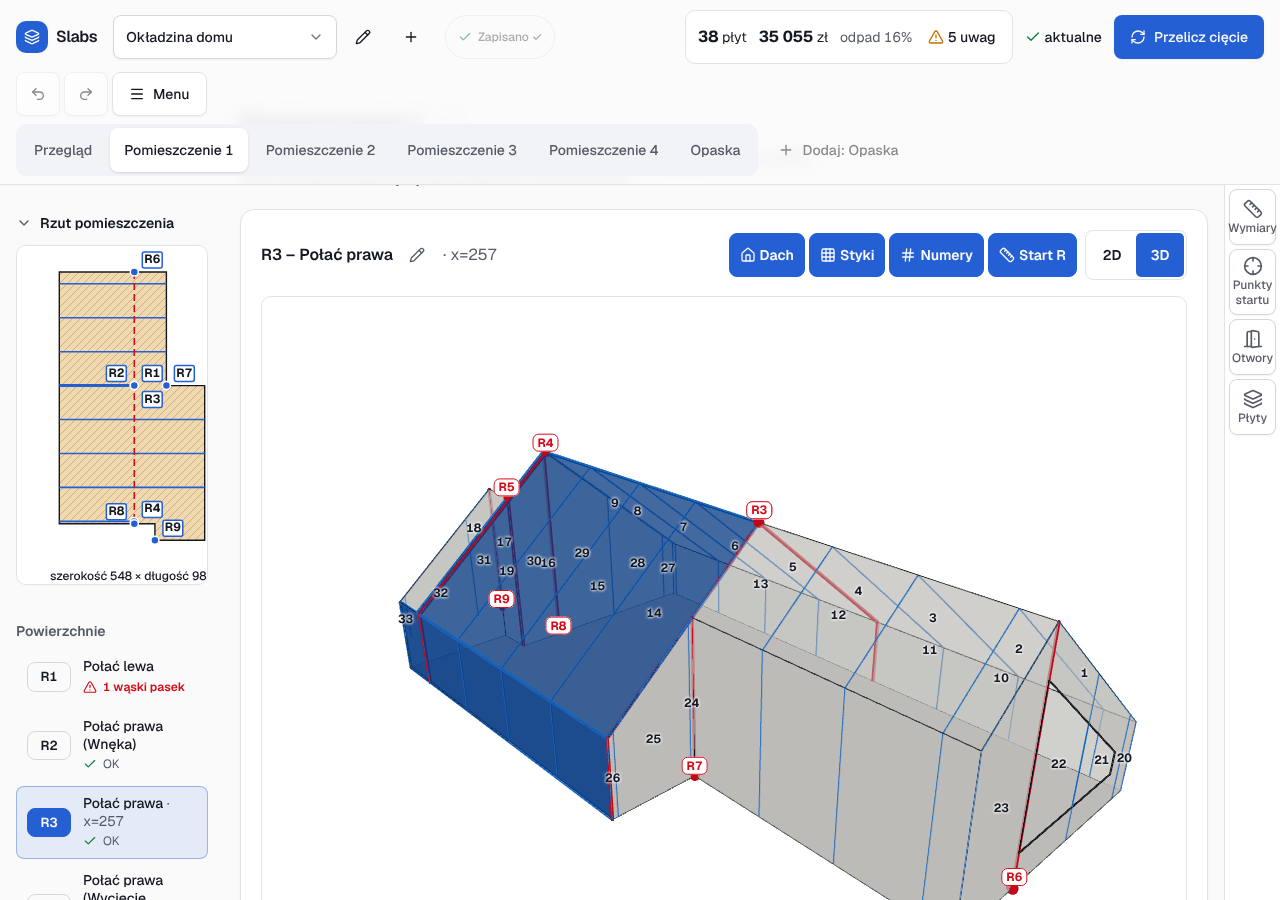 Slabs
Okładzina domu
Zapisano
38 płyt 35 055 zł odpad 16% 5 uwag
aktualne
Przelicz cięcie
Menu
Przegląd
Pomieszczenie 1
Pomieszczenie 2
Pomieszczenie 3
Pomieszczenie 4
Opaska
Dodaj: Opaska
Rzut pomieszczenia
R6
R2
R1
R7
R3
R8
R4
R9
szerokość 548 × długość 98
Powierzchnie
R1
Połać lewa
1 wąski pasek
R2
Połać prawa
(Wnęka)
OK
R3
Połać prawa ·
x=257
OK
Połać prawa
(Wycięcie
R3 – Połać prawa
· x=257
Dach
Styki
Numery
Start R
2D
3D
R4
R5
R3
9
8
18
7
17
6
31
30
16
29
5
19
28
27
13
4
32
15
R9
14
12
3
33
R8
11
2
10
1
24
25
22
21
20
R7
26
23
R6
Wymiary
Punkty
startu
Otwory
Płyty